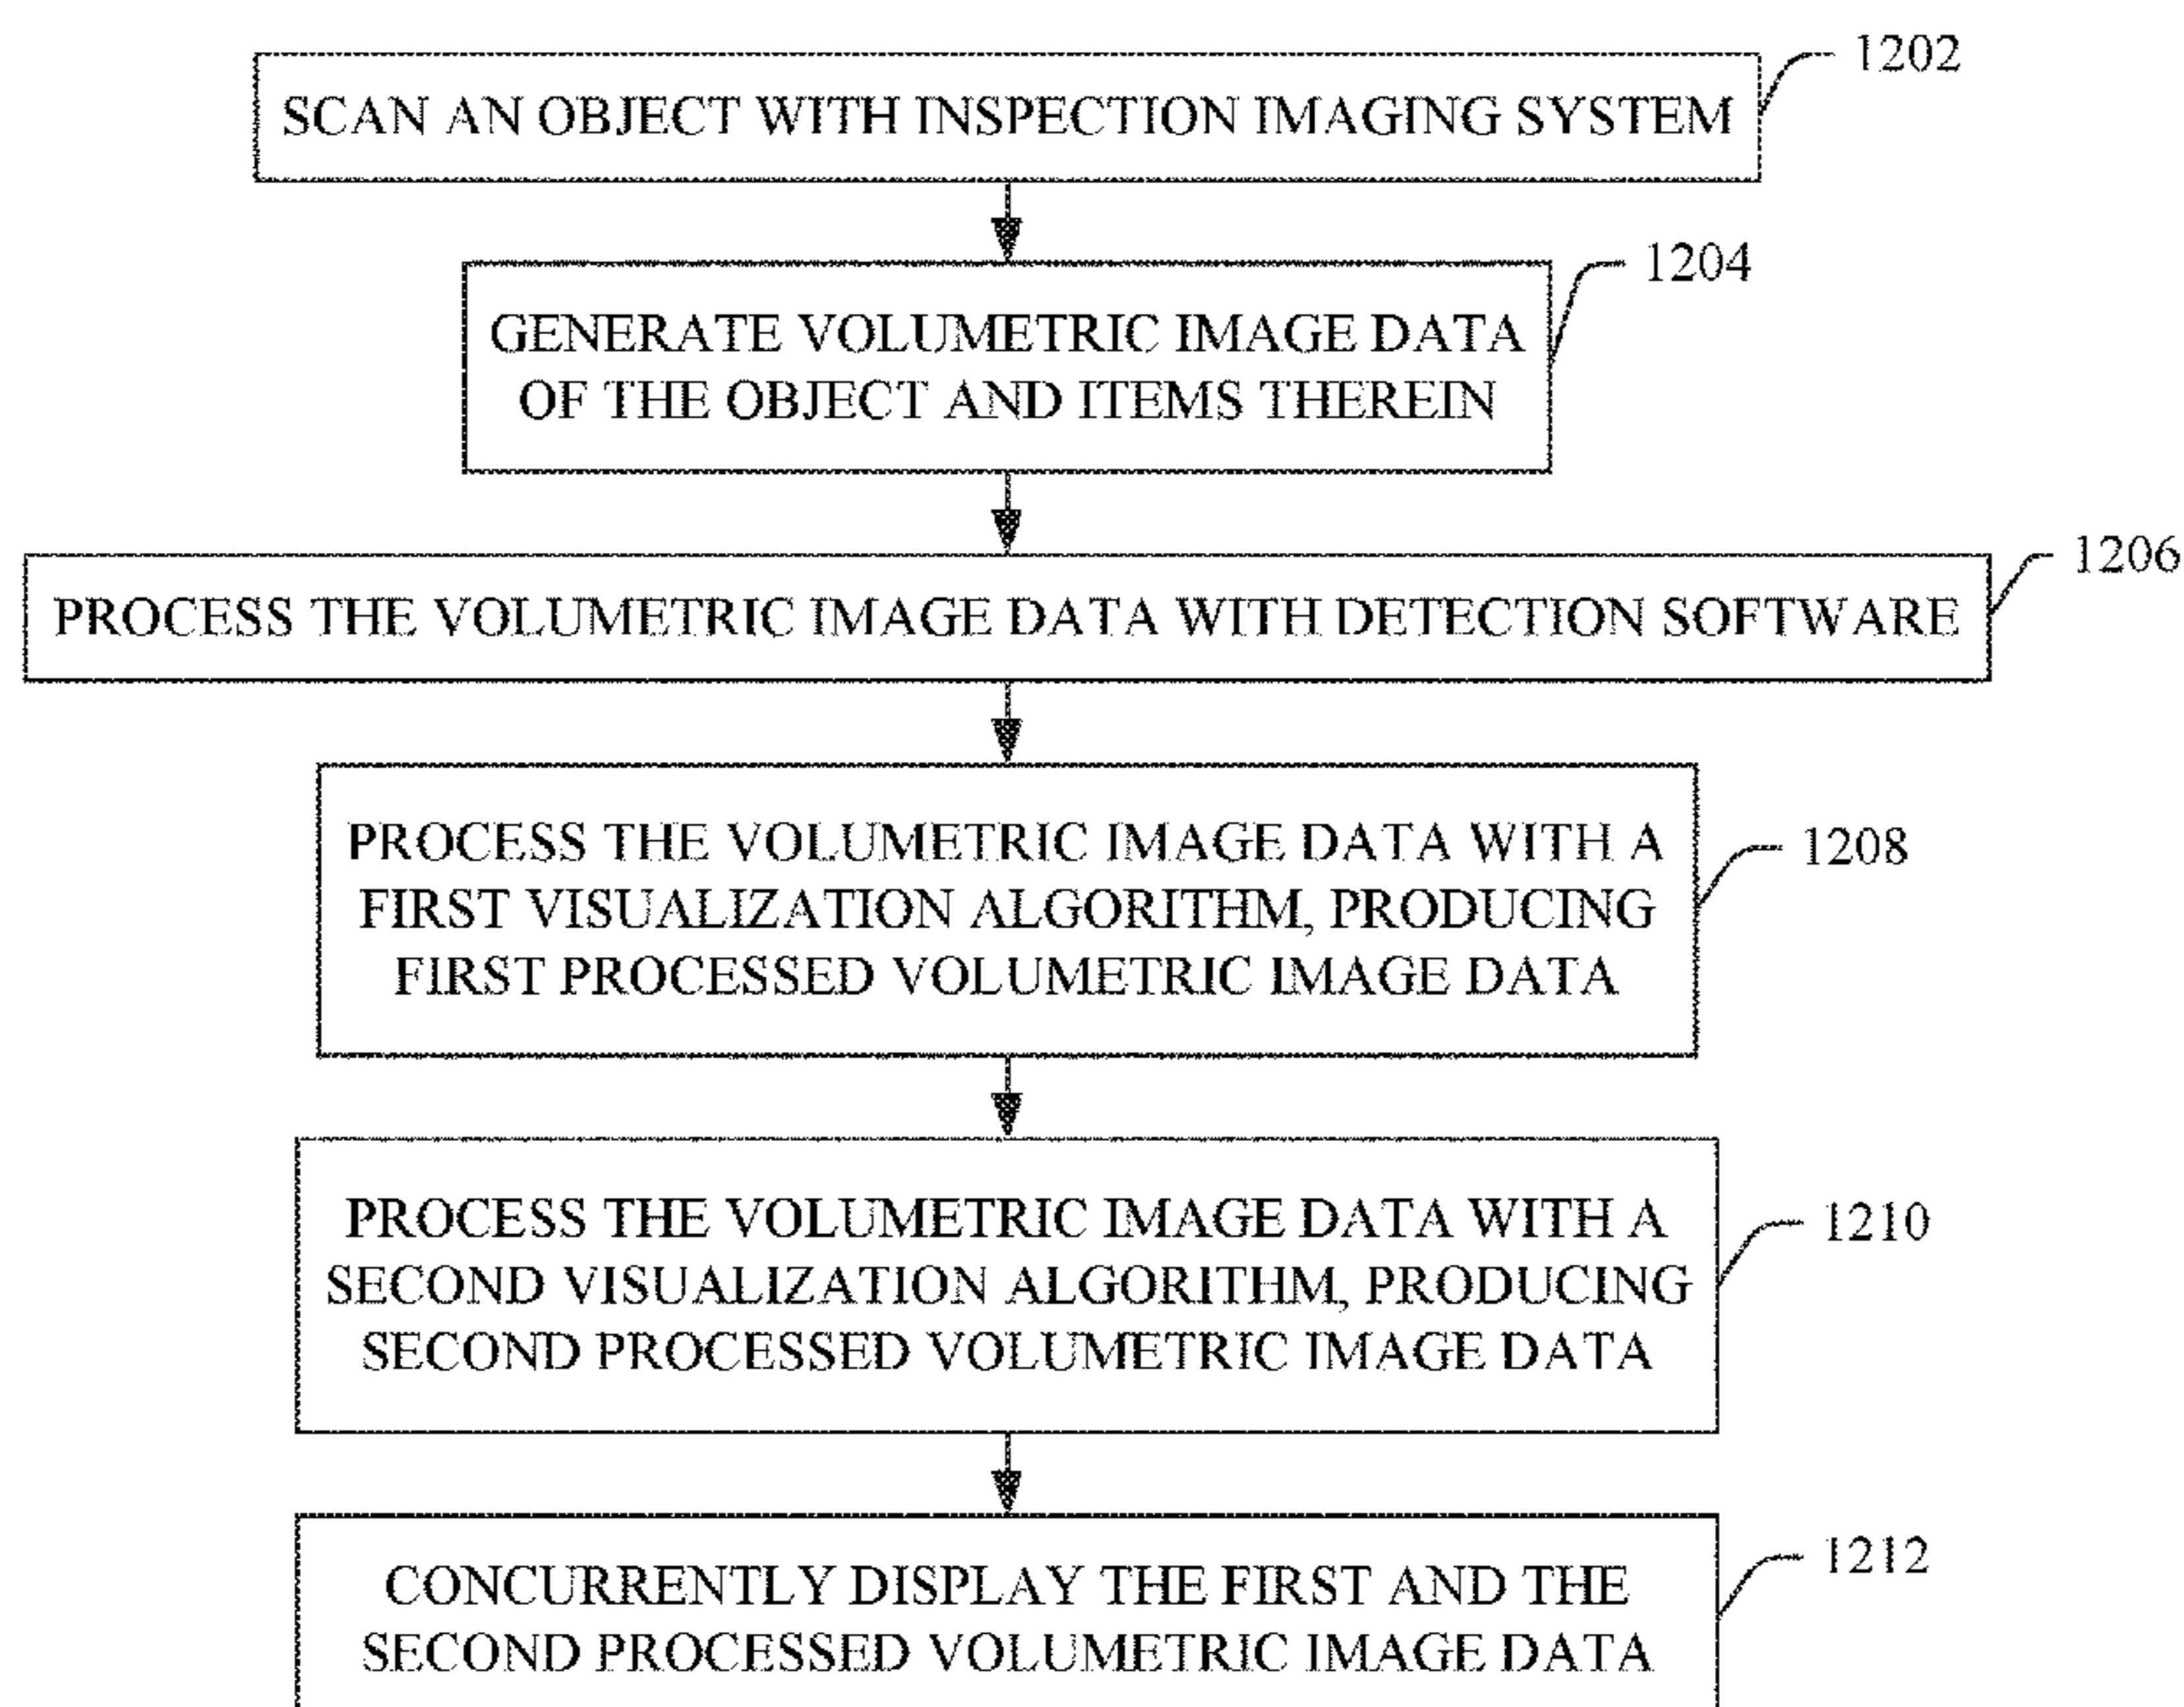 1202
SCAN AN OBJECT WITH INSPECTION IMAGING SYSTEM
1204
GENERATE VOLUMETRIC IMAGE DATA
OF THE OBJECT AND ITEMS THEREIN
1206
PROCESS THE VOLUMETRIC IMAGE DATA WITH DETECTION SOFTWARE
PROCESS THE VOLUMETRIC IMAGE DATA WITH A
1208
FIRST VISUALIZATION ALGORITHM, PRODUCING
FIRST PROCESSED VOLUMETRIC IMAGE DATA
PROCESS THE VOLUMETRIC IMAGE DATA WITH A
1210
SECOND VISUALIZATION ALGORITHM, PRODUCING
SECOND PROCESSED VOLUMETRIC IMAGE DATA
1212
CONCURRENTLY DISPLAY THE FIRST AND THE
SECOND PROCESSED VOLUMETRIC IMAGE DATA